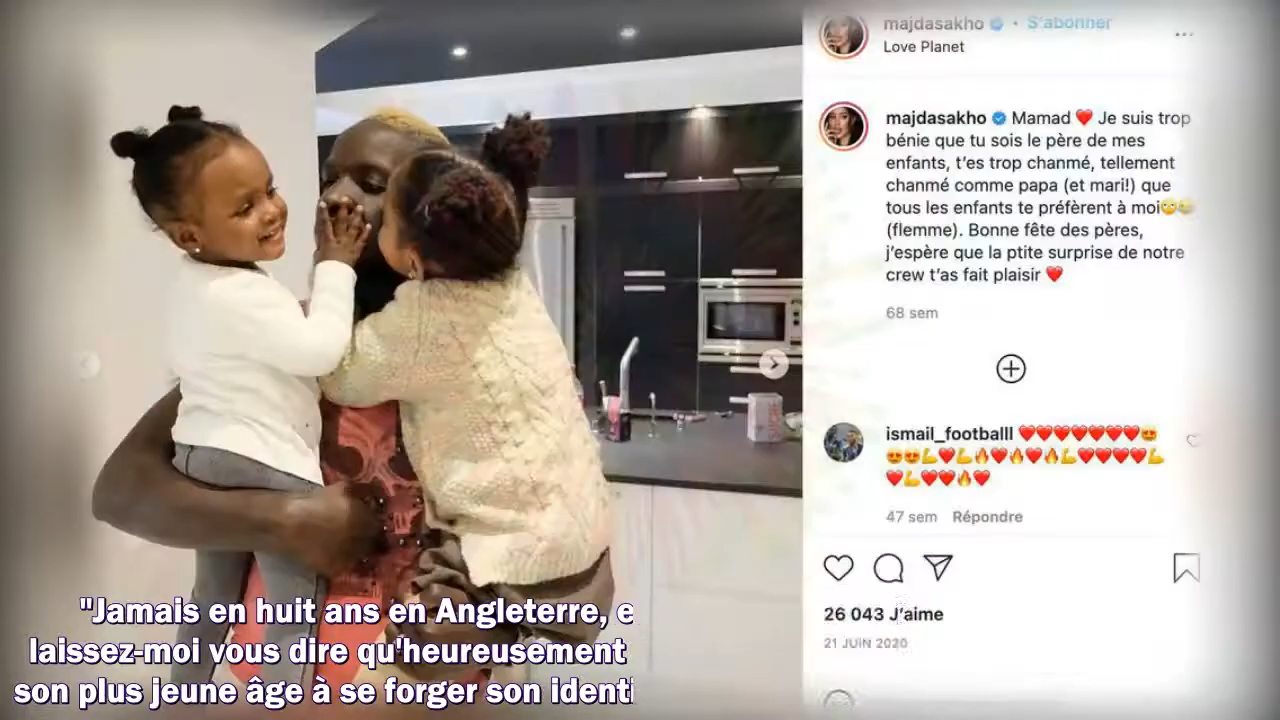 majdasakho • S'abonner
Love Planet
majdasakho Mamad ❤️ Je suis trop
bénie que tu sois le père de mes
enfants, t'es trop chanmé, tellement
chanmé comme papa (et mari!) que
tous les enfants te préfèrent à moi🙄😂
(flemme). Bonne fête des pères,
j'espère que la ptite surprise de notre
crew t'as fait plaisir ❤️
68 sem
ismail_footballl ❤️❤️❤️❤️❤️❤️❤️😍
😍😍💪❤️💪🔥❤️🔥❤️🔥💪❤️❤️❤️❤️💪
❤️💪❤️❤️🔥❤️
47 sem Répondre
26 043 J'aime
21 JUIN 2020
"Jamais en huit ans en Angleterre, e
laissez-moi vous dire qu'heureusement
son plus jeune âge à se forger son identi